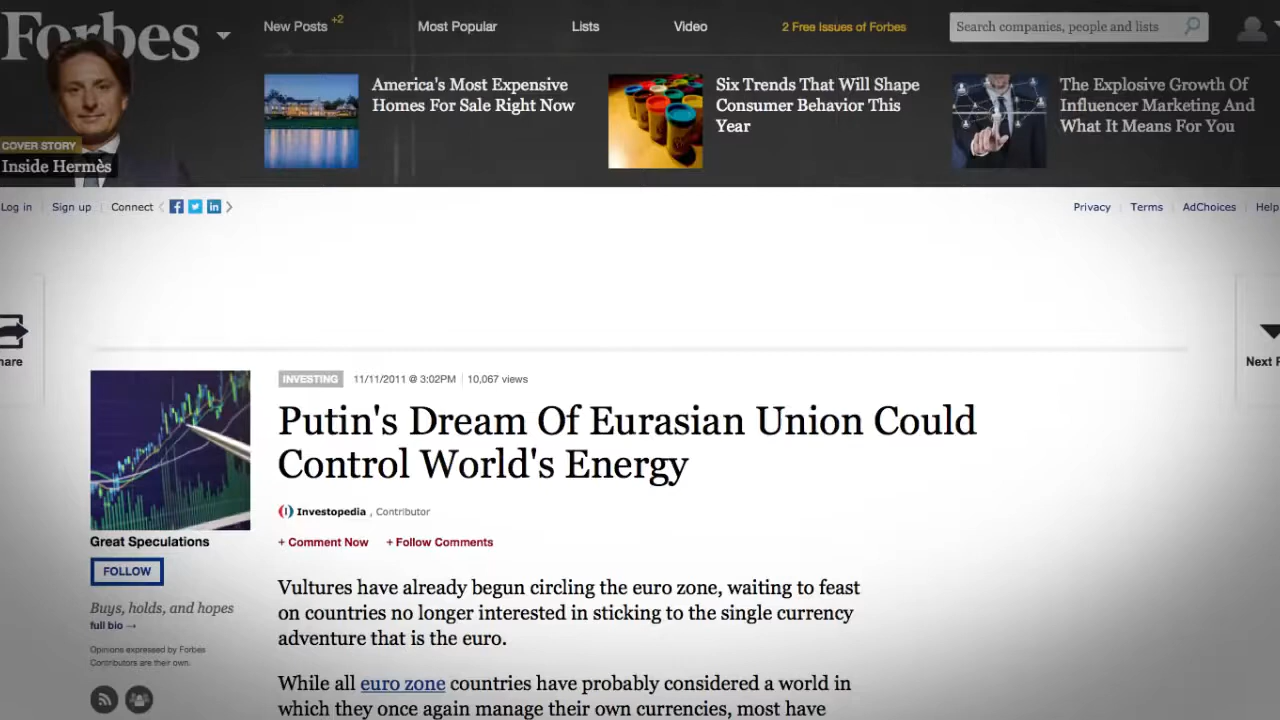 Forbes
New Posts +2
Most Popular
Lists
Video
2 Free Issues of Forbes
Search companies, people and lists
COVER STORY
Inside Hermès
America's Most Expensive
Homes For Sale Right Now
Six Trends That Will Shape
Consumer Behavior This
Year
The Explosive Growth Of
Influencer Marketing And
What It Means For You
Log in
Sign up
Connect
Privacy
Terms
AdChoices
Help
hare
Next P
INVESTING 11/11/2011 @ 3:02PM 10,067 views
Putin's Dream Of Eurasian Union Could
Control World's Energy
Investopedia , Contributor
+ Comment Now + Follow Comments
Great Speculations
FOLLOW
Buys, holds, and hopes
full bio →
Opinions expressed by Forbes
Contributors are their own.
Vultures have already begun circling the euro zone, waiting to feast
on countries no longer interested in sticking to the single currency
adventure that is the euro.
While all euro zone countries have probably considered a world in
which they once again manage their own currencies, most have